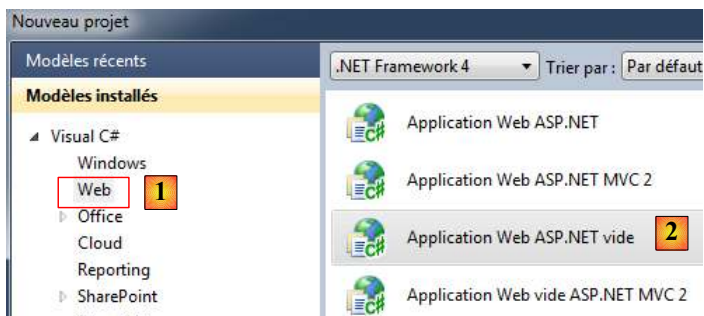 Nouveau projet
Modèles récents
Modèles installés
Visual C#
Windows
Web
1
Office
Cloud
Reporting
SharePoint
.NET Framework 4
Trier par :
Par défaut
Application Web ASP.NET
Application Web ASP.NET MVC 2
Application Web ASP.NET vide
2
Application Web vide ASP.NET MVC 2